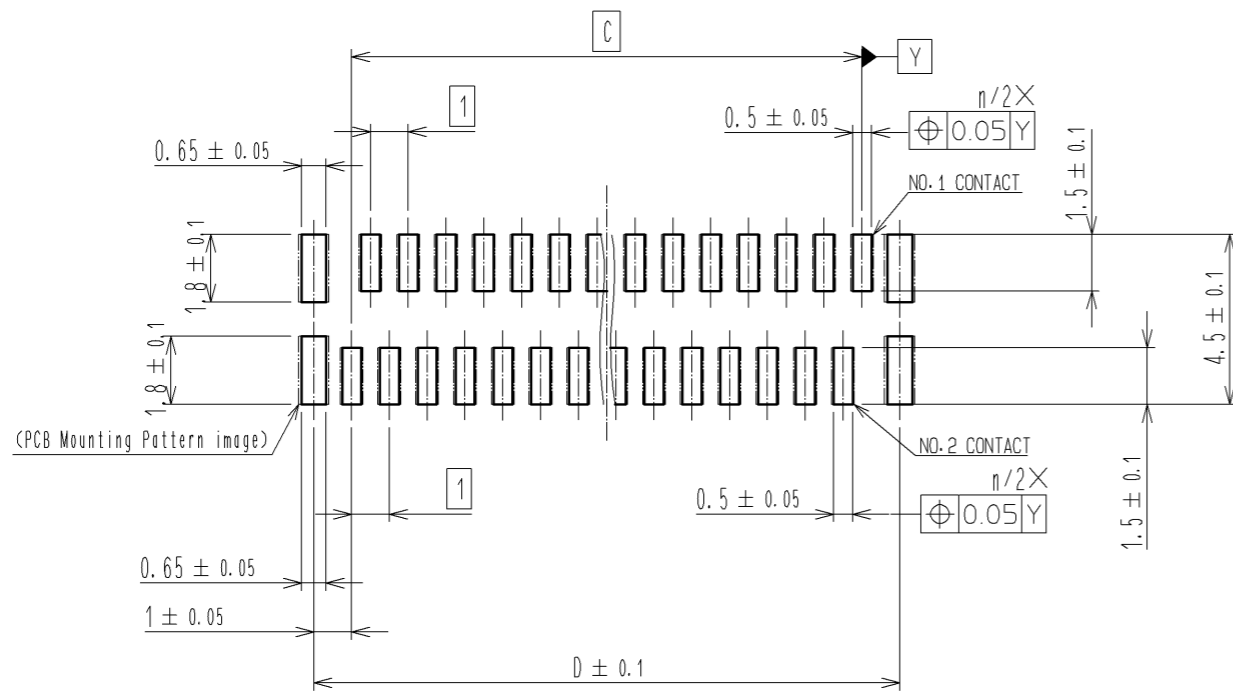 C
Y
1
n/2X
0.5 ± 0.05
⌖ 0.05 Y
0.65 ± 0.05
NO.1 CONTACT
1.5 ± 0.1
1.8 ± 0.1
4.5 ± 0.1
1.8 ± 0.1
(PCB Mounting Pattern image)
NO.2 CONTACT
1
n/2X
0.5 ± 0.05
⌖ 0.05 Y
1.5 ± 0.1
0.65 ± 0.05
1 ± 0.05
D ± 0.1